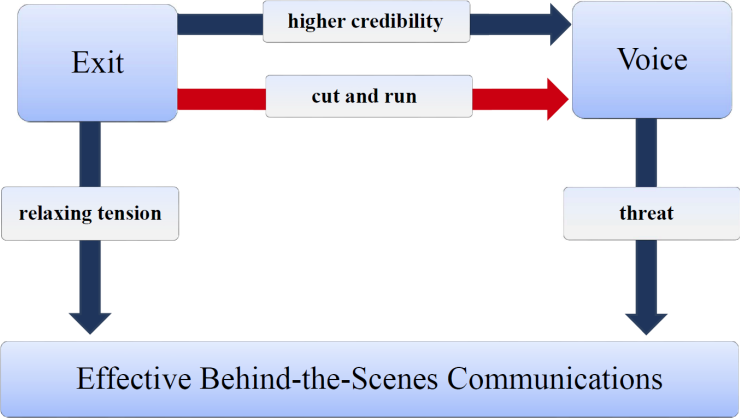 higher credibility
Exit
Voice
cut and run
relaxing tension
threat
Effective Behind-the-Scenes Communications